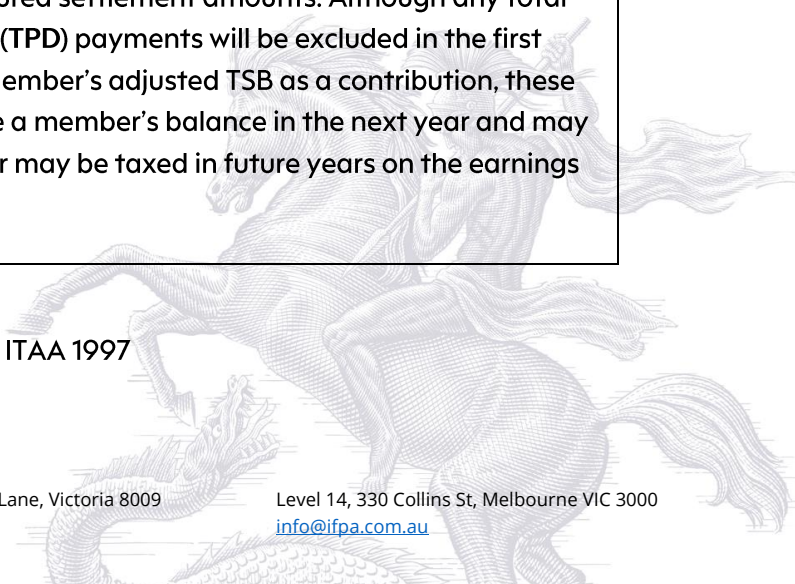 settlement amounts. Although any total
(TPD) payments will be excluded in the first
ember’s adjusted TSB as a contribution, these
a member’s balance in the next year and may
r may be taxed in future years on the earnings
ITAA 1997
Lane, Victoria 8009
Level 14, 330 Collins St, Melbourne VIC 3000
info@ifpa.com.au